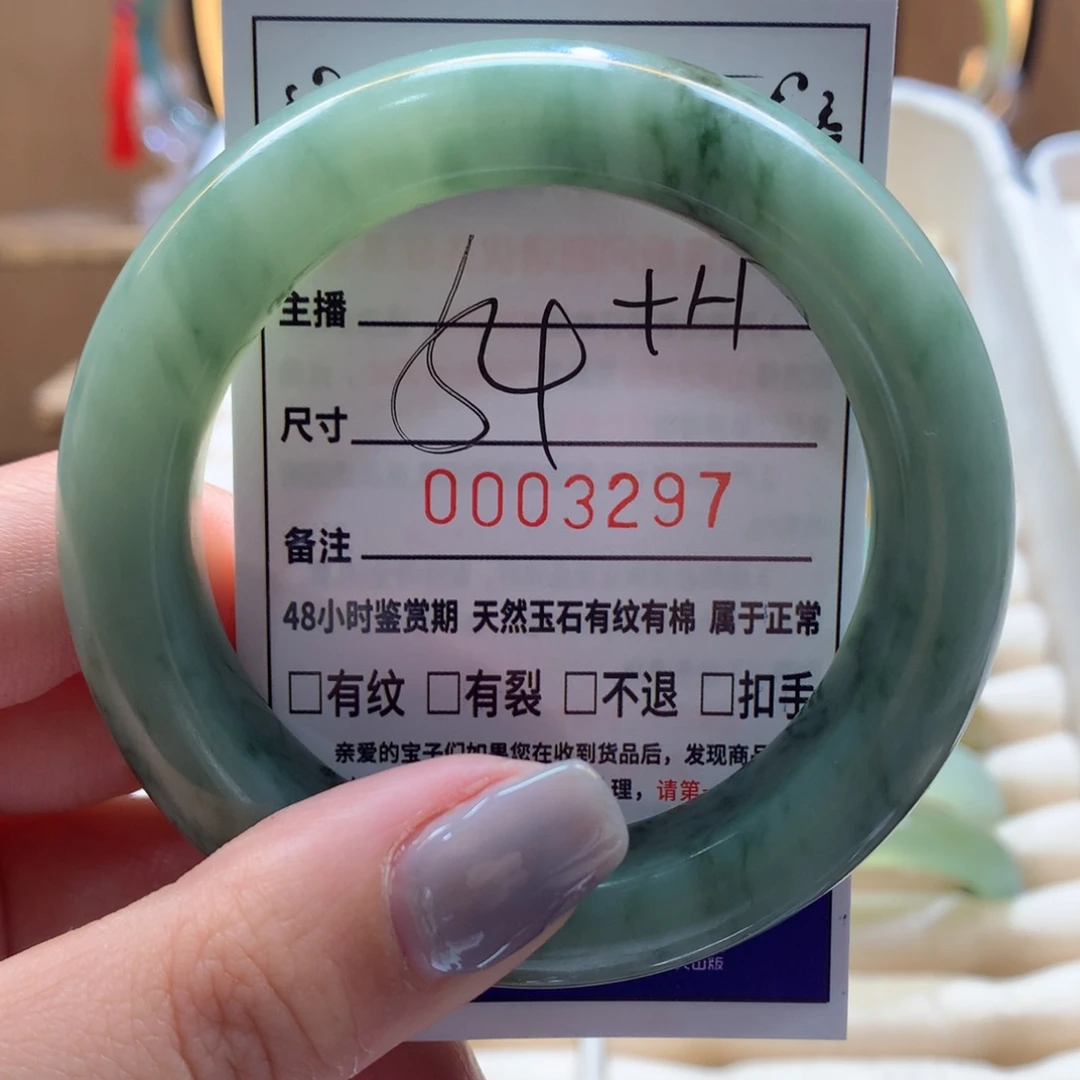 主播
54 +H
尺寸
0003297
备注
48小时鉴赏期 天然玉石有纹有棉 属于正常
□有纹 □有裂 □不退 □扣手
亲爱的宝子们如果您在收到货品后，发现商品
理，请第一